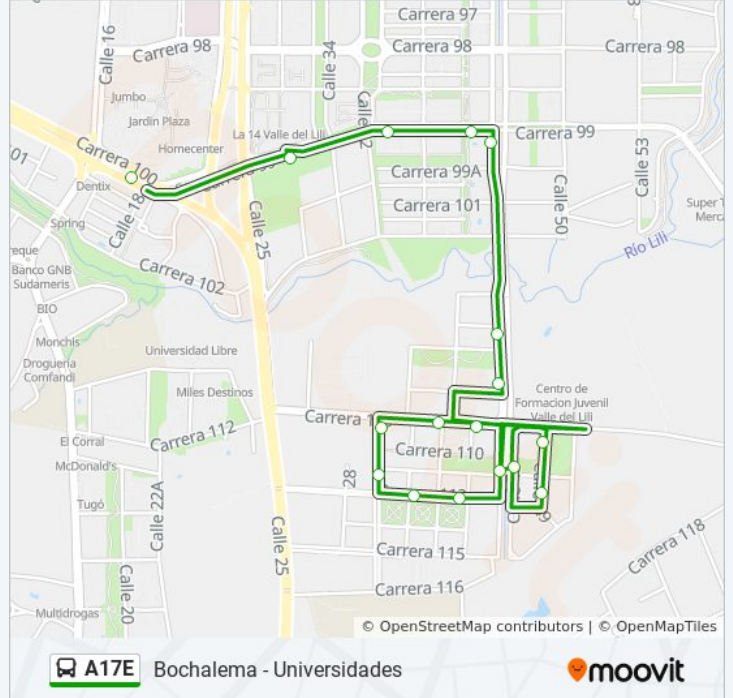 Carrera 97
Carrera 98
Carrera 98
Carrera 98
Calle 16
Calle 34
Jumbo
Jardín Plaza
La 14 Valle del Lili
Homecenter
Carrera 99
Carrera 100
Dentix
Calle 18
Carrera 99A
Calle 53
Carrera 101
Calle 50
Spring
Calle 25
Río Lili
Banco GNB
Sudameris
Carrera 102
BIO
Monchis
Drogueria
Comfandi
Universidad Libre
Miles Destinos
Centro de
Formacion Juvenil
Valle del Lili
Carrera 112
El Corral
McDonald's
Carrera 110
28
Tugó
Calle 22A
Calle 25
Carrera 115
Carrera 118
Calle 20
Carrera 116
Multidrogas
© OpenStreetMap contributors | © OpenMapTiles
A17E Bochalema - Universidades
moovit